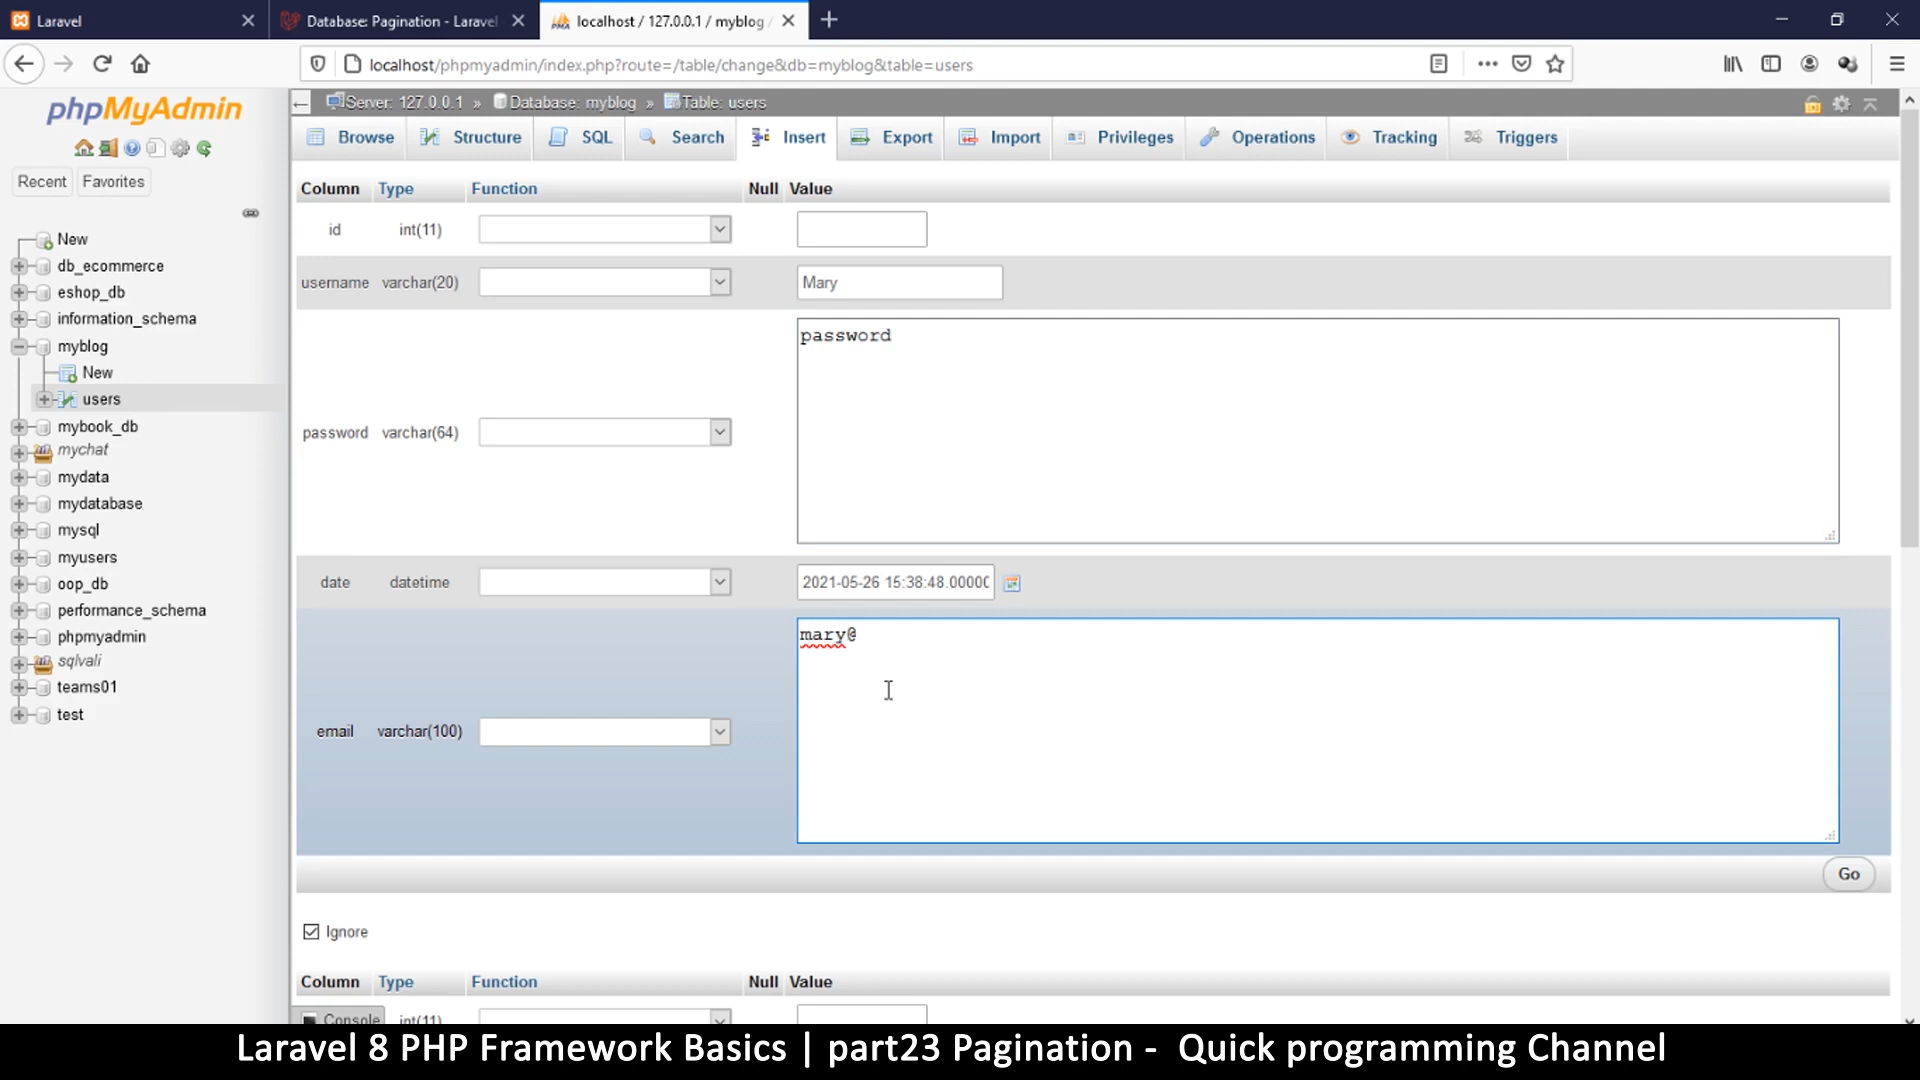 Laravel
Database: Pagination - Laravel
localhost / 127.0.0.1 / myblog /
localhost/phpmyadmin/index.php?route=/table/change&db=myblog&table=users
phpMyAdmin
Server: 127.0.0.1 » Database: myblog » Table: users
Browse Structure SQL Search Insert Export Import Privileges Operations Tracking Triggers
Recent Favorites
New
db_ecommerce
eshop_db
information_schema
myblog
New
users
mybook_db
mychat
mydata
mydatabase
mysql
myusers
oop_db
performance_schema
phpmyadmin
sqlvali
teams01
test
Column Type Function Null Value
id int(11)
username varchar(20) Mary
password varchar(64) password
date datetime 2021-05-26 15:38:48.0000
email varchar(100) mary@
Go
Ignore
Column Type Function Null Value
Console int(11)
Laravel 8 PHP Framework Basics | part23 Pagination - Quick programming Channel